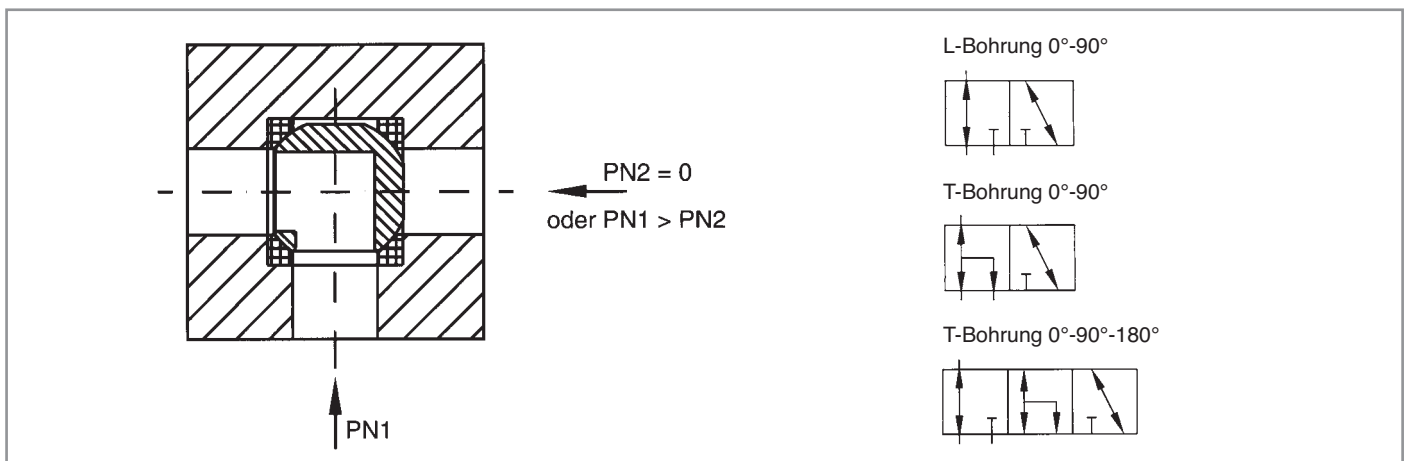 PN2 = 0
oder PN1 > PN2
PN1
L-Bohrung 0°-90°
T-Bohrung 0°-90°
T-Bohrung 0°-90°-180°